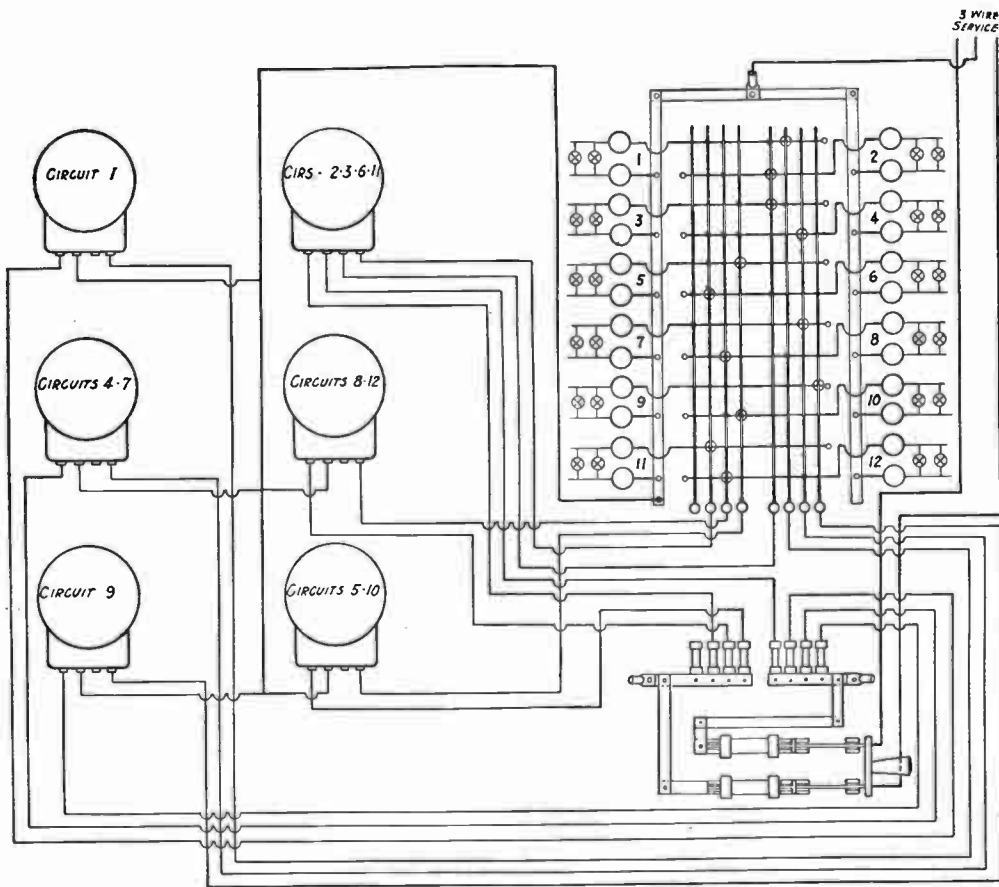 3 WIRE
SERVICE
CIRCUIT 1
CIRS - 2·3·6·11
CIRCUITS 4·7
CIRCUITS 8·12
CIRCUIT 9
CIRCUITS 5·10
1
2
3
4
5
6
7
8
9
10
11
12